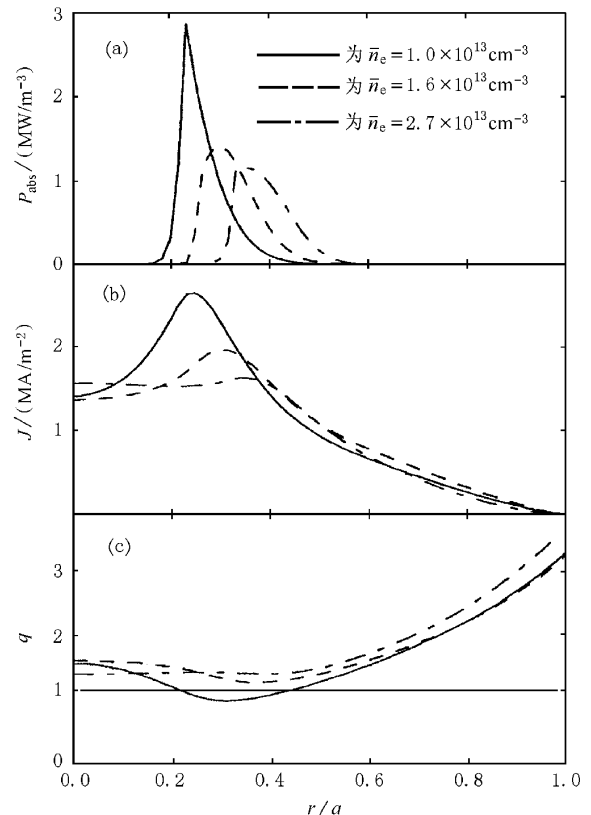 3
(a)
为 n̄e=1.0×10¹³cm⁻³
为 n̄e=1.6×10¹³cm⁻³
为 n̄e=2.7×10¹³cm⁻³
2
1
0
Pabs/(MW/m⁻³)
(b)
2
1
J/(MA/m⁻²)
(c)
3
2
1
0
q
0.0 0.2 0.4 0.6 0.8 1.0
r/a